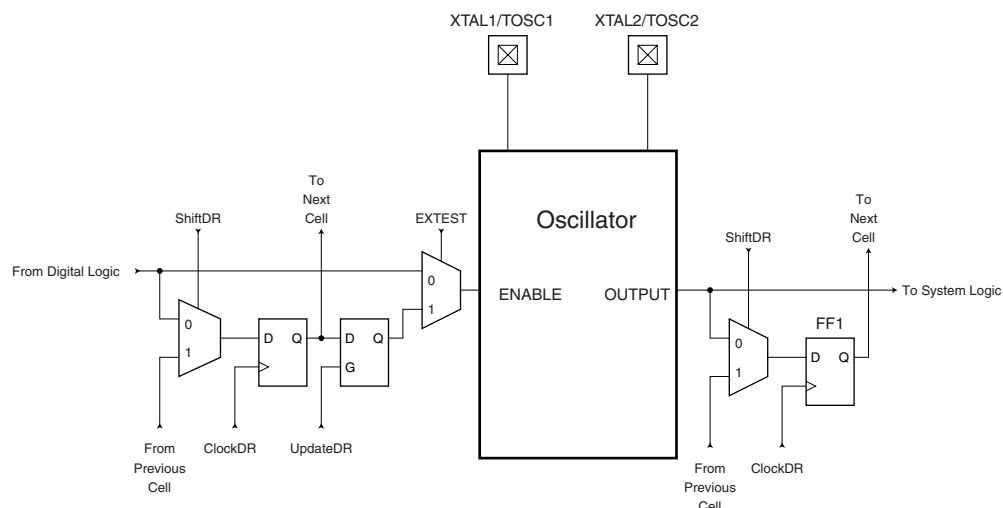 XTAL1/TOSC1
XTAL2/TOSC2
To
Next
Cell
To
Next
Cell
ShiftDR
EXTEST
Oscillator
ShiftDR
From Digital Logic
0
1
ENABLE
OUTPUT
To System Logic
0
1
D Q
D Q
G
0
1
FF1
D Q
From
Previous
Cell
ClockDR
UpdateDR
From
Previous
Cell
ClockDR